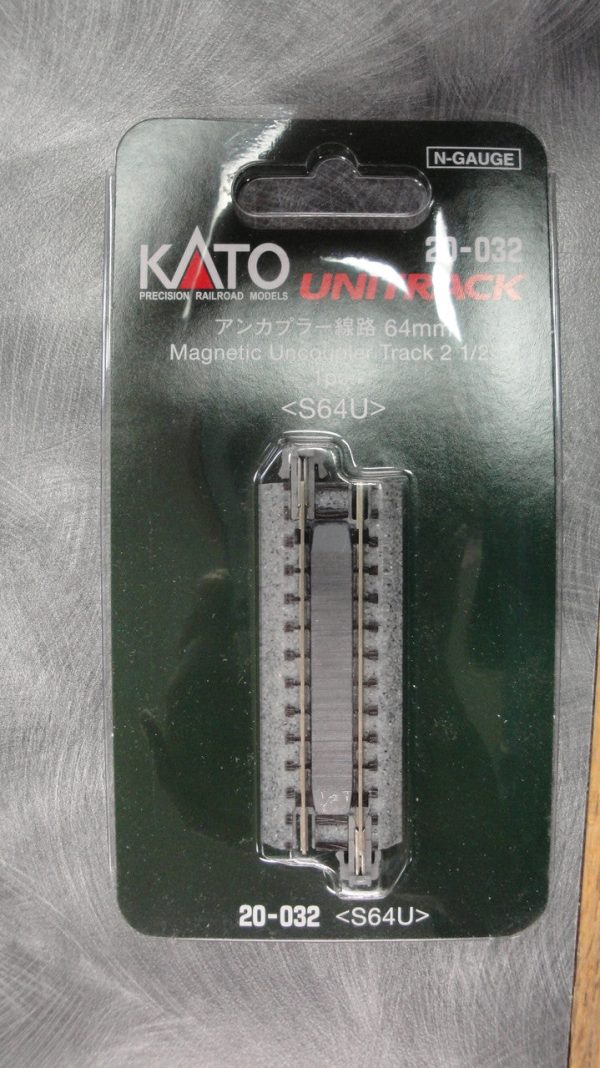 N-GAUGE
20-032
KATO
PRECISION RAILROAD MODELS
UNITRACK
アンカプラー線路 64mm
Magnetic Uncoupler Track 2 1/2"
<S64U>
20-032 <S64U>